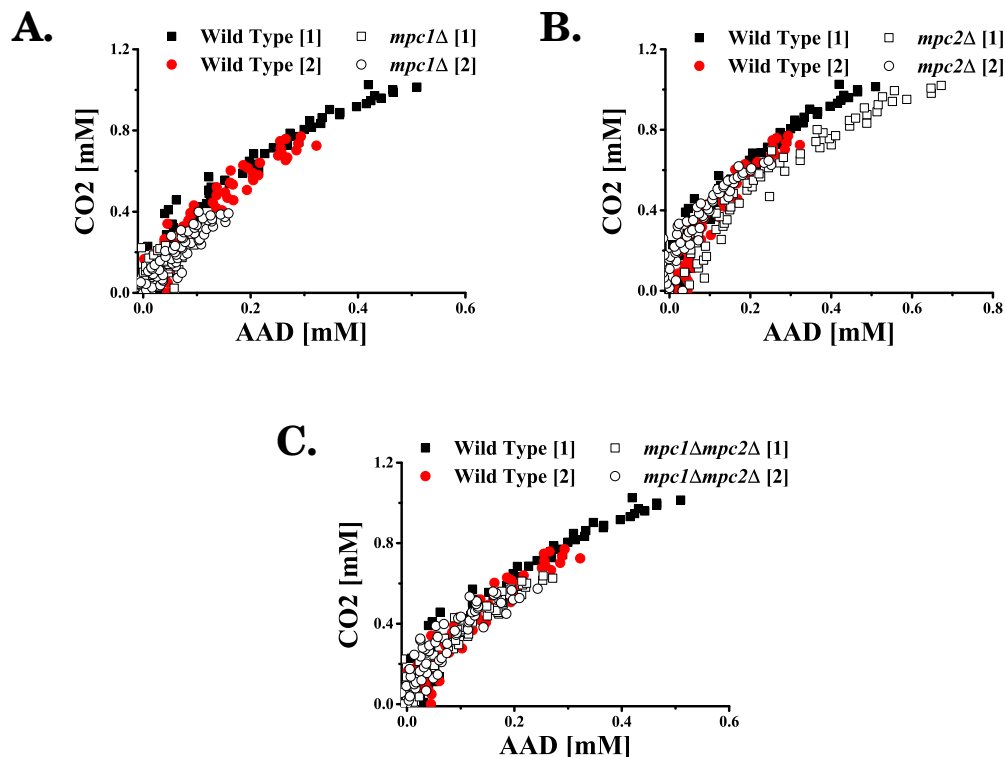 A.
Wild Type [1] mpc1Δ [1]
Wild Type [2] mpc1Δ [2]
1.2
0.8
0.4
0.0
CO2 [mM]
0.0 0.2 0.4 0.6
AAD [mM]
B.
Wild Type [1] mpc2Δ [1]
Wild Type [2] mpc2Δ [2]
1.2
0.8
0.4
0.0
CO2 [mM]
0.0 0.2 0.4 0.6 0.8
AAD [mM]
C.
Wild Type [1] mpc1Δmpc2Δ [1]
Wild Type [2] mpc1Δmpc2Δ [2]
1.2
0.8
0.4
0.0
CO2 [mM]
0.0 0.2 0.4 0.6
AAD [mM]